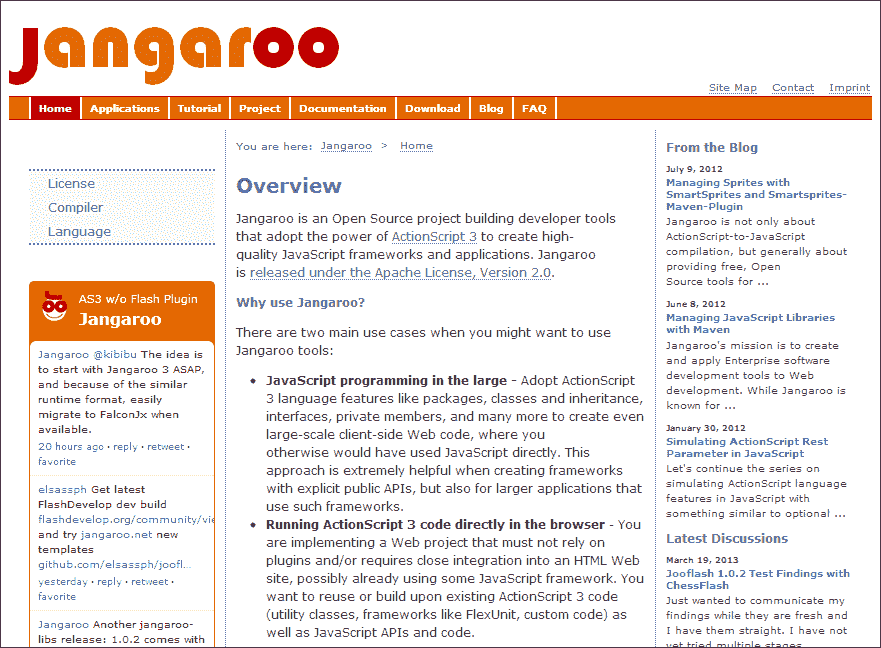 jangaroo
Site Map Contact Imprint
Home Applications Tutorial Project Documentation Download Blog FAQ
License
Compiler
Language
AS3 w/o Flash Plugin
Jangaroo
Jangaroo @kibibu The idea is
to start with Jangaroo 3 ASAP,
and because of the similar
runtime format, easily
migrate to FalconJx when
available.
20 hours ago · reply · retweet ·
favorite
elsassph Get latest
FlashDevelop dev build
flashdevelop.org/community/vie
and try jangaroo.net new
templates
github.com/elsassph/joofl...
yesterday · reply · retweet ·
favorite
Jangaroo Another jangaroo-
libs release: 1.0.2 comes with
You are here: Jangaroo > Home
Overview
Jangaroo is an Open Source project building developer tools
that adopt the power of ActionScript 3 to create high-
quality JavaScript frameworks and applications. Jangaroo
is released under the Apache License, Version 2.0.
Why use Jangaroo?
There are two main use cases when you might want to use
Jangaroo tools:
• JavaScript programming in the large - Adopt ActionScript
3 language features like packages, classes and inheritance,
interfaces, private members, and many more to create even
large-scale client-side Web code, where you
otherwise would have used JavaScript directly. This
approach is extremely helpful when creating frameworks
with explicit public APIs, but also for larger applications that
use such frameworks.
• Running ActionScript 3 code directly in the browser - You
are implementing a Web project that must not rely on
plugins and/or requires close integration into an HTML Web
site, possibly already using some JavaScript framework. You
want to reuse or build upon existing ActionScript 3 code
(utility classes, frameworks like FlexUnit, custom code) as
well as JavaScript APIs and code.
From the Blog
July 9, 2012
Managing Sprites with
SmartSprites and Smartsprites-
Maven-Plugin
Jangaroo is not only about
ActionScript-to-JavaScript
compilation, but generally about
providing free, Open
Source tools for ...
June 8, 2012
Managing JavaScript Libraries
with Maven
Jangaroo's mission is to create
and apply Enterprise software
development tools to Web
development. While Jangaroo is
known for ...
January 30, 2012
Simulating ActionScript Rest
Parameter in JavaScript
Let's continue the series on
simulating ActionScript language
features in JavaScript with
something similar to optional ...
Latest Discussions
March 19, 2013
Jooflash 1.0.2 Test Findings with
ChessFlash
Just wanted to communicate my
findings while they are fresh and
I have them straight. I have not
yet tried multiple sounds